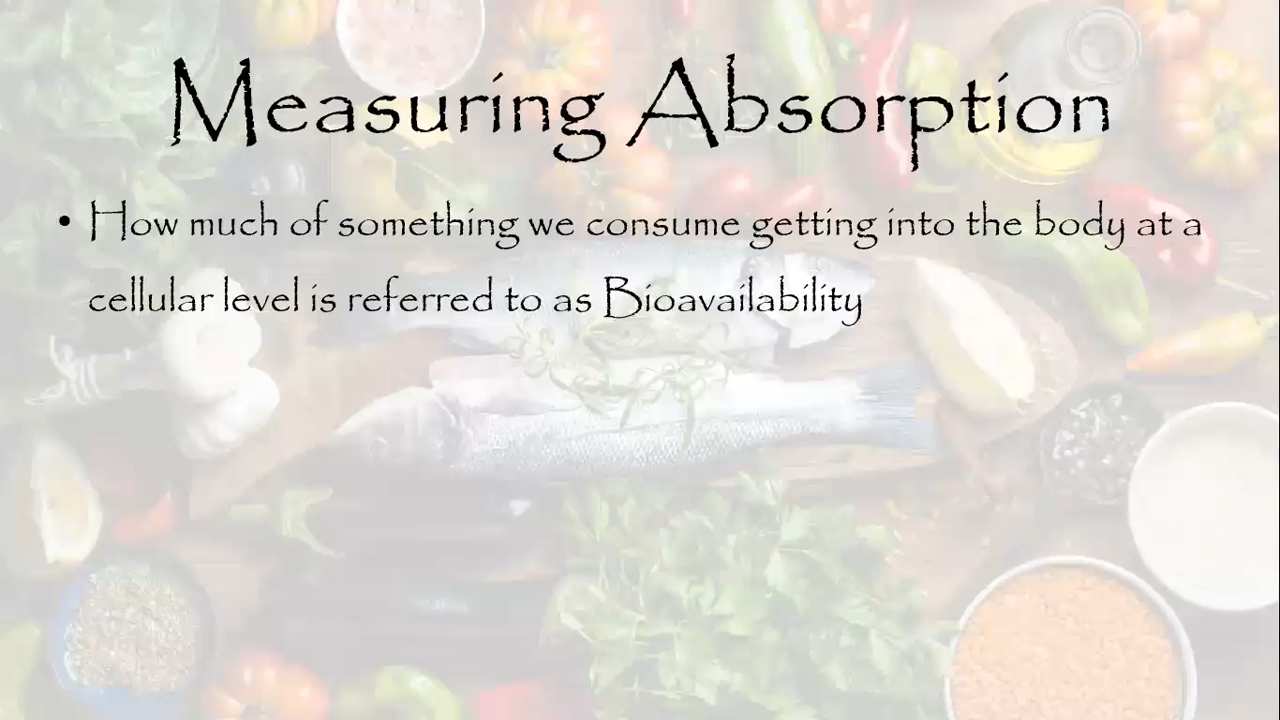 Measuring Absorption
• How much of something we consume getting into the body at a
cellular level is referred to as Bioavailability